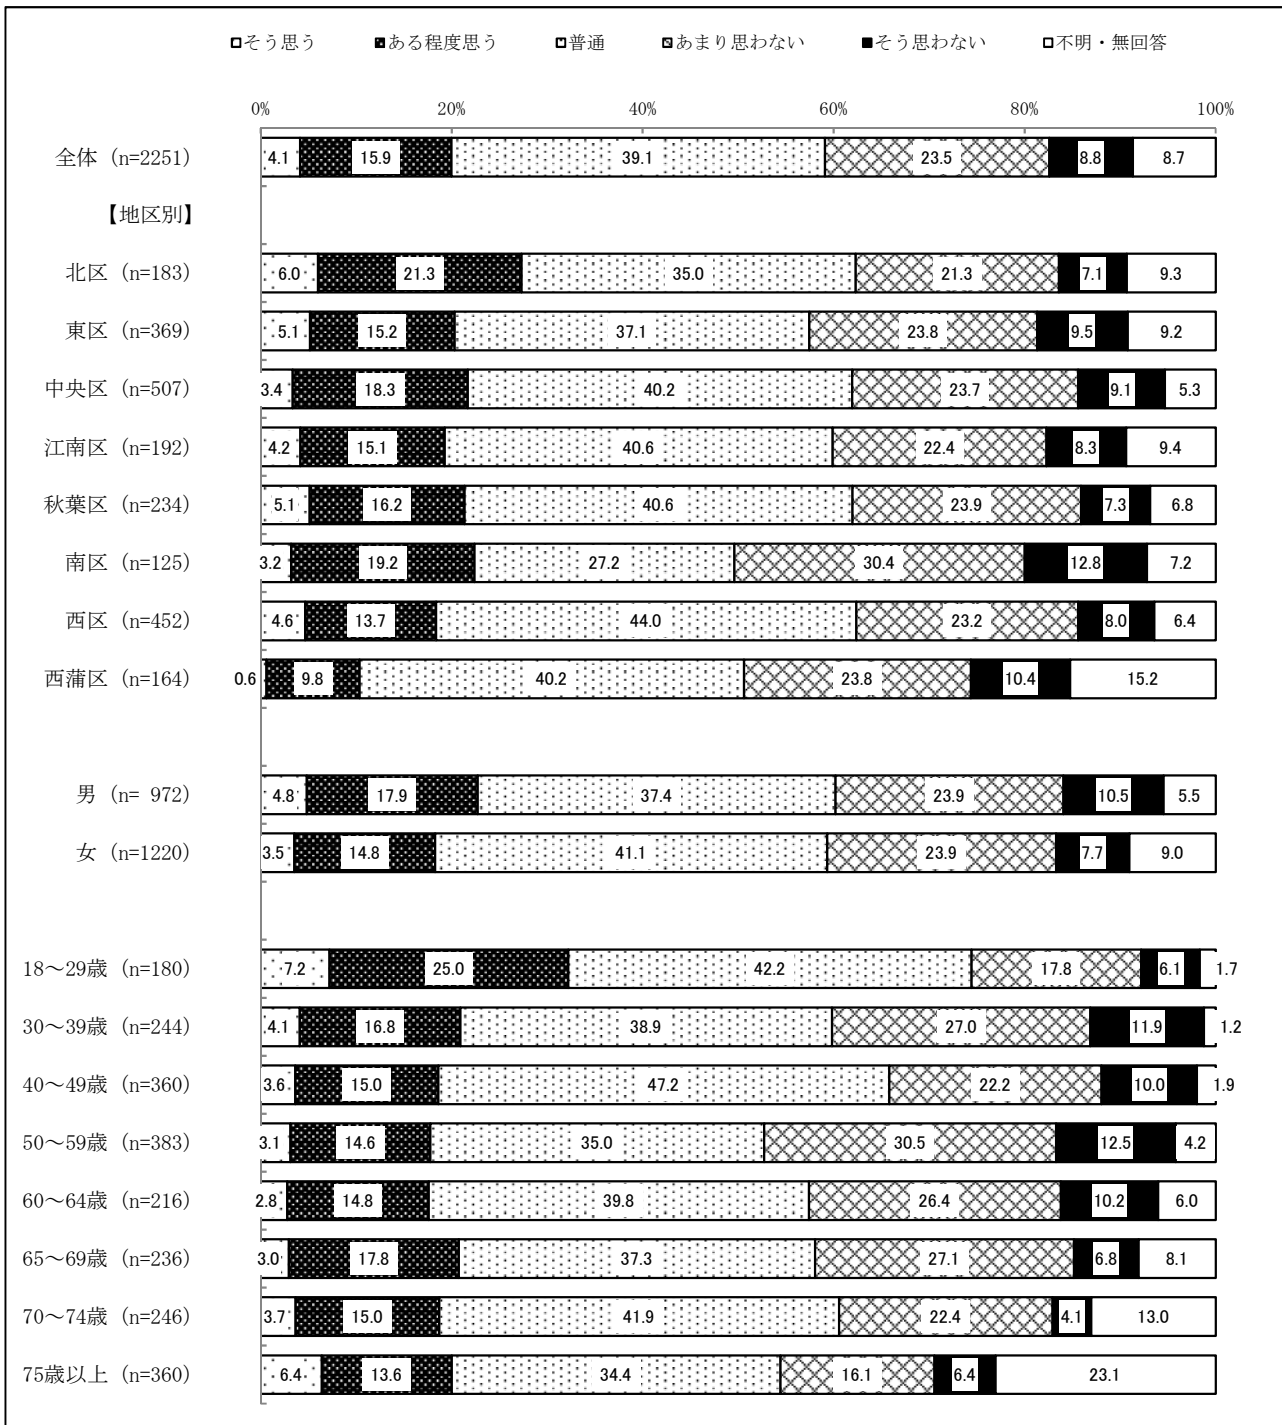 そう思う ある程度思う 普通 あまり思わない そう思わない 不明・無回答
0% 20% 40% 60% 80% 100%
全体 (n=2251) 4.1 15.9 39.1 23.5 8.8 8.7
【地区別】
北区 (n=183) 6.0 21.3 35.0 21.3 7.1 9.3
東区 (n=369) 5.1 15.2 37.1 23.8 9.5 9.2
中央区 (n=507) 3.4 18.3 40.2 23.7 9.1 5.3
江南区 (n=192) 4.2 15.1 40.6 22.4 8.3 9.4
秋葉区 (n=234) 5.1 16.2 40.6 23.9 7.3 6.8
南区 (n=125) 3.2 19.2 27.2 30.4 12.8 7.2
西区 (n=452) 4.6 13.7 44.0 23.2 8.0 6.4
西蒲区 (n=164) 0.6 9.8 40.2 23.8 10.4 15.2
男 (n= 972) 4.8 17.9 37.4 23.9 10.5 5.5
女 (n=1220) 3.5 14.8 41.1 23.9 7.7 9.0
18～29歳 (n=180) 7.2 25.0 42.2 17.8 6.1 1.7
30～39歳 (n=244) 4.1 16.8 38.9 27.0 11.9 1.2
40～49歳 (n=360) 3.6 15.0 47.2 22.2 10.0 1.9
50～59歳 (n=383) 3.1 14.6 35.0 30.5 12.5 4.2
60～64歳 (n=216) 2.8 14.8 39.8 26.4 10.2 6.0
65～69歳 (n=236) 3.0 17.8 37.3 27.1 6.8 8.1
70～74歳 (n=246) 3.7 15.0 41.9 22.4 4.1 13.0
75歳以上 (n=360) 6.4 13.6 34.4 16.1 6.4 23.1